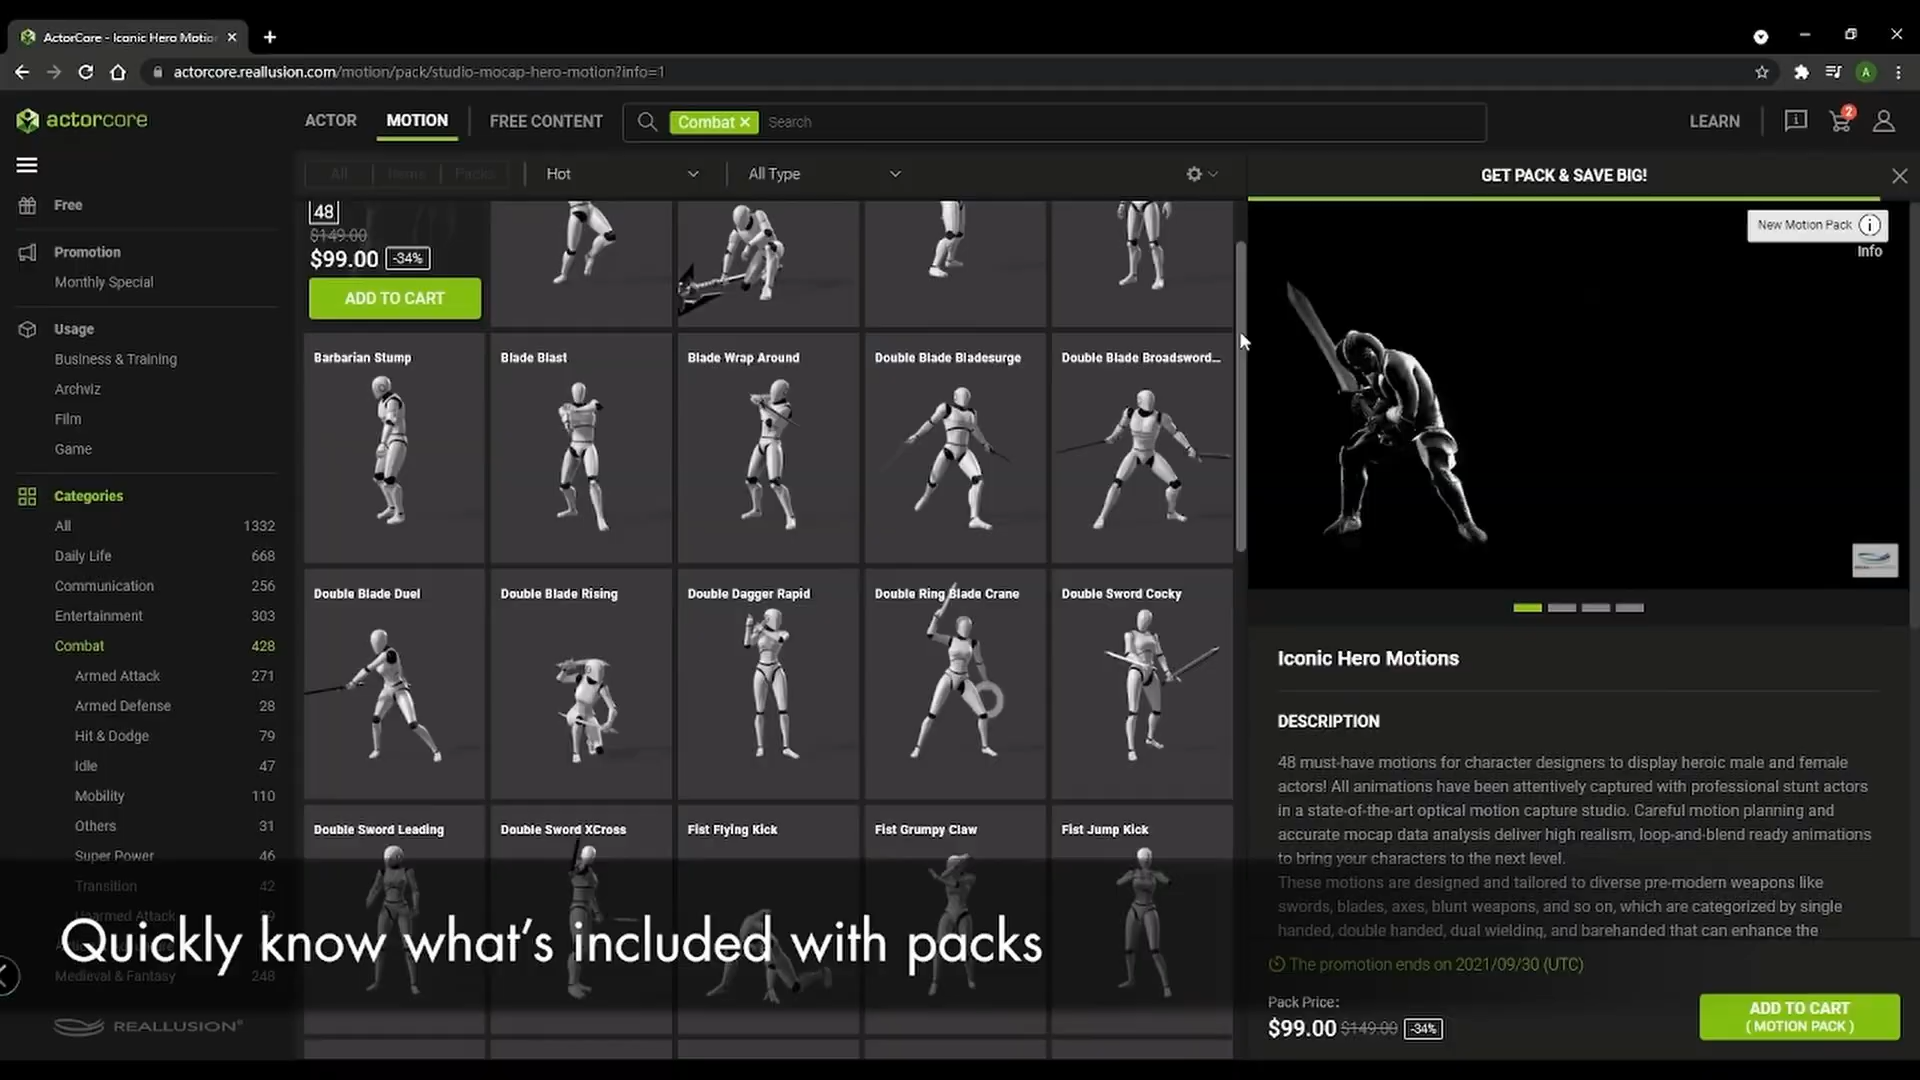 ActorCore - Iconic Hero Motio
actorcore.reallusion.com/motion/pack/studio-mocap-hero-motion?info=1
A
actorcore
ACTOR
MOTION
FREE CONTENT
Combat
Search
LEARN
2
Free
Promotion
Monthly Special
Usage
Business & Training
Archviz
Film
Game
Categories
All 1332
Daily Life 668
Communication 256
Entertainment 303
Combat 428
Armed Attack 271
Armed Defense 28
Hit & Dodge 79
Idle 47
Mobility 110
Others 31
Super Power 46
Transition 42
Unarmed Attack
Medieval & Fantasy 248
REALLUSION®
All
Items
Packs
Hot
All Type
48
$149.00
$99.00 -34%
ADD TO CART
Barbarian Stump
Blade Blast
Blade Wrap Around
Double Blade Bladesurge
Double Blade Broadsword...
Double Blade Duel
Double Blade Rising
Double Dagger Rapid
Double Ring Blade Crane
Double Sword Cocky
Double Sword Leading
Double Sword XCross
Fist Flying Kick
Fist Grumpy Claw
Fist Jump Kick
Quickly know what's included with packs
GET PACK & SAVE BIG!
New Motion Pack
Info
Iconic Hero Motions
DESCRIPTION
48 must-have motions for character designers to display heroic male and female
actors! All animations have been attentively captured with professional stunt actors
in a state-of-the-art optical motion capture studio. Careful motion planning and
accurate mocap data analysis deliver high realism, loop-and-blend ready animations
to bring your characters to the next level.
These motions are designed and tailored to diverse pre-modern weapons like
swords, blades, axes, blunt weapons, and so on, which are categorized by single
handed, double handed, dual wielding, and barehanded that can enhance the
The promotion ends on 2021/09/30 (UTC)
Pack Price:
$99.00 $149.00 -34%
ADD TO CART
( MOTION PACK )